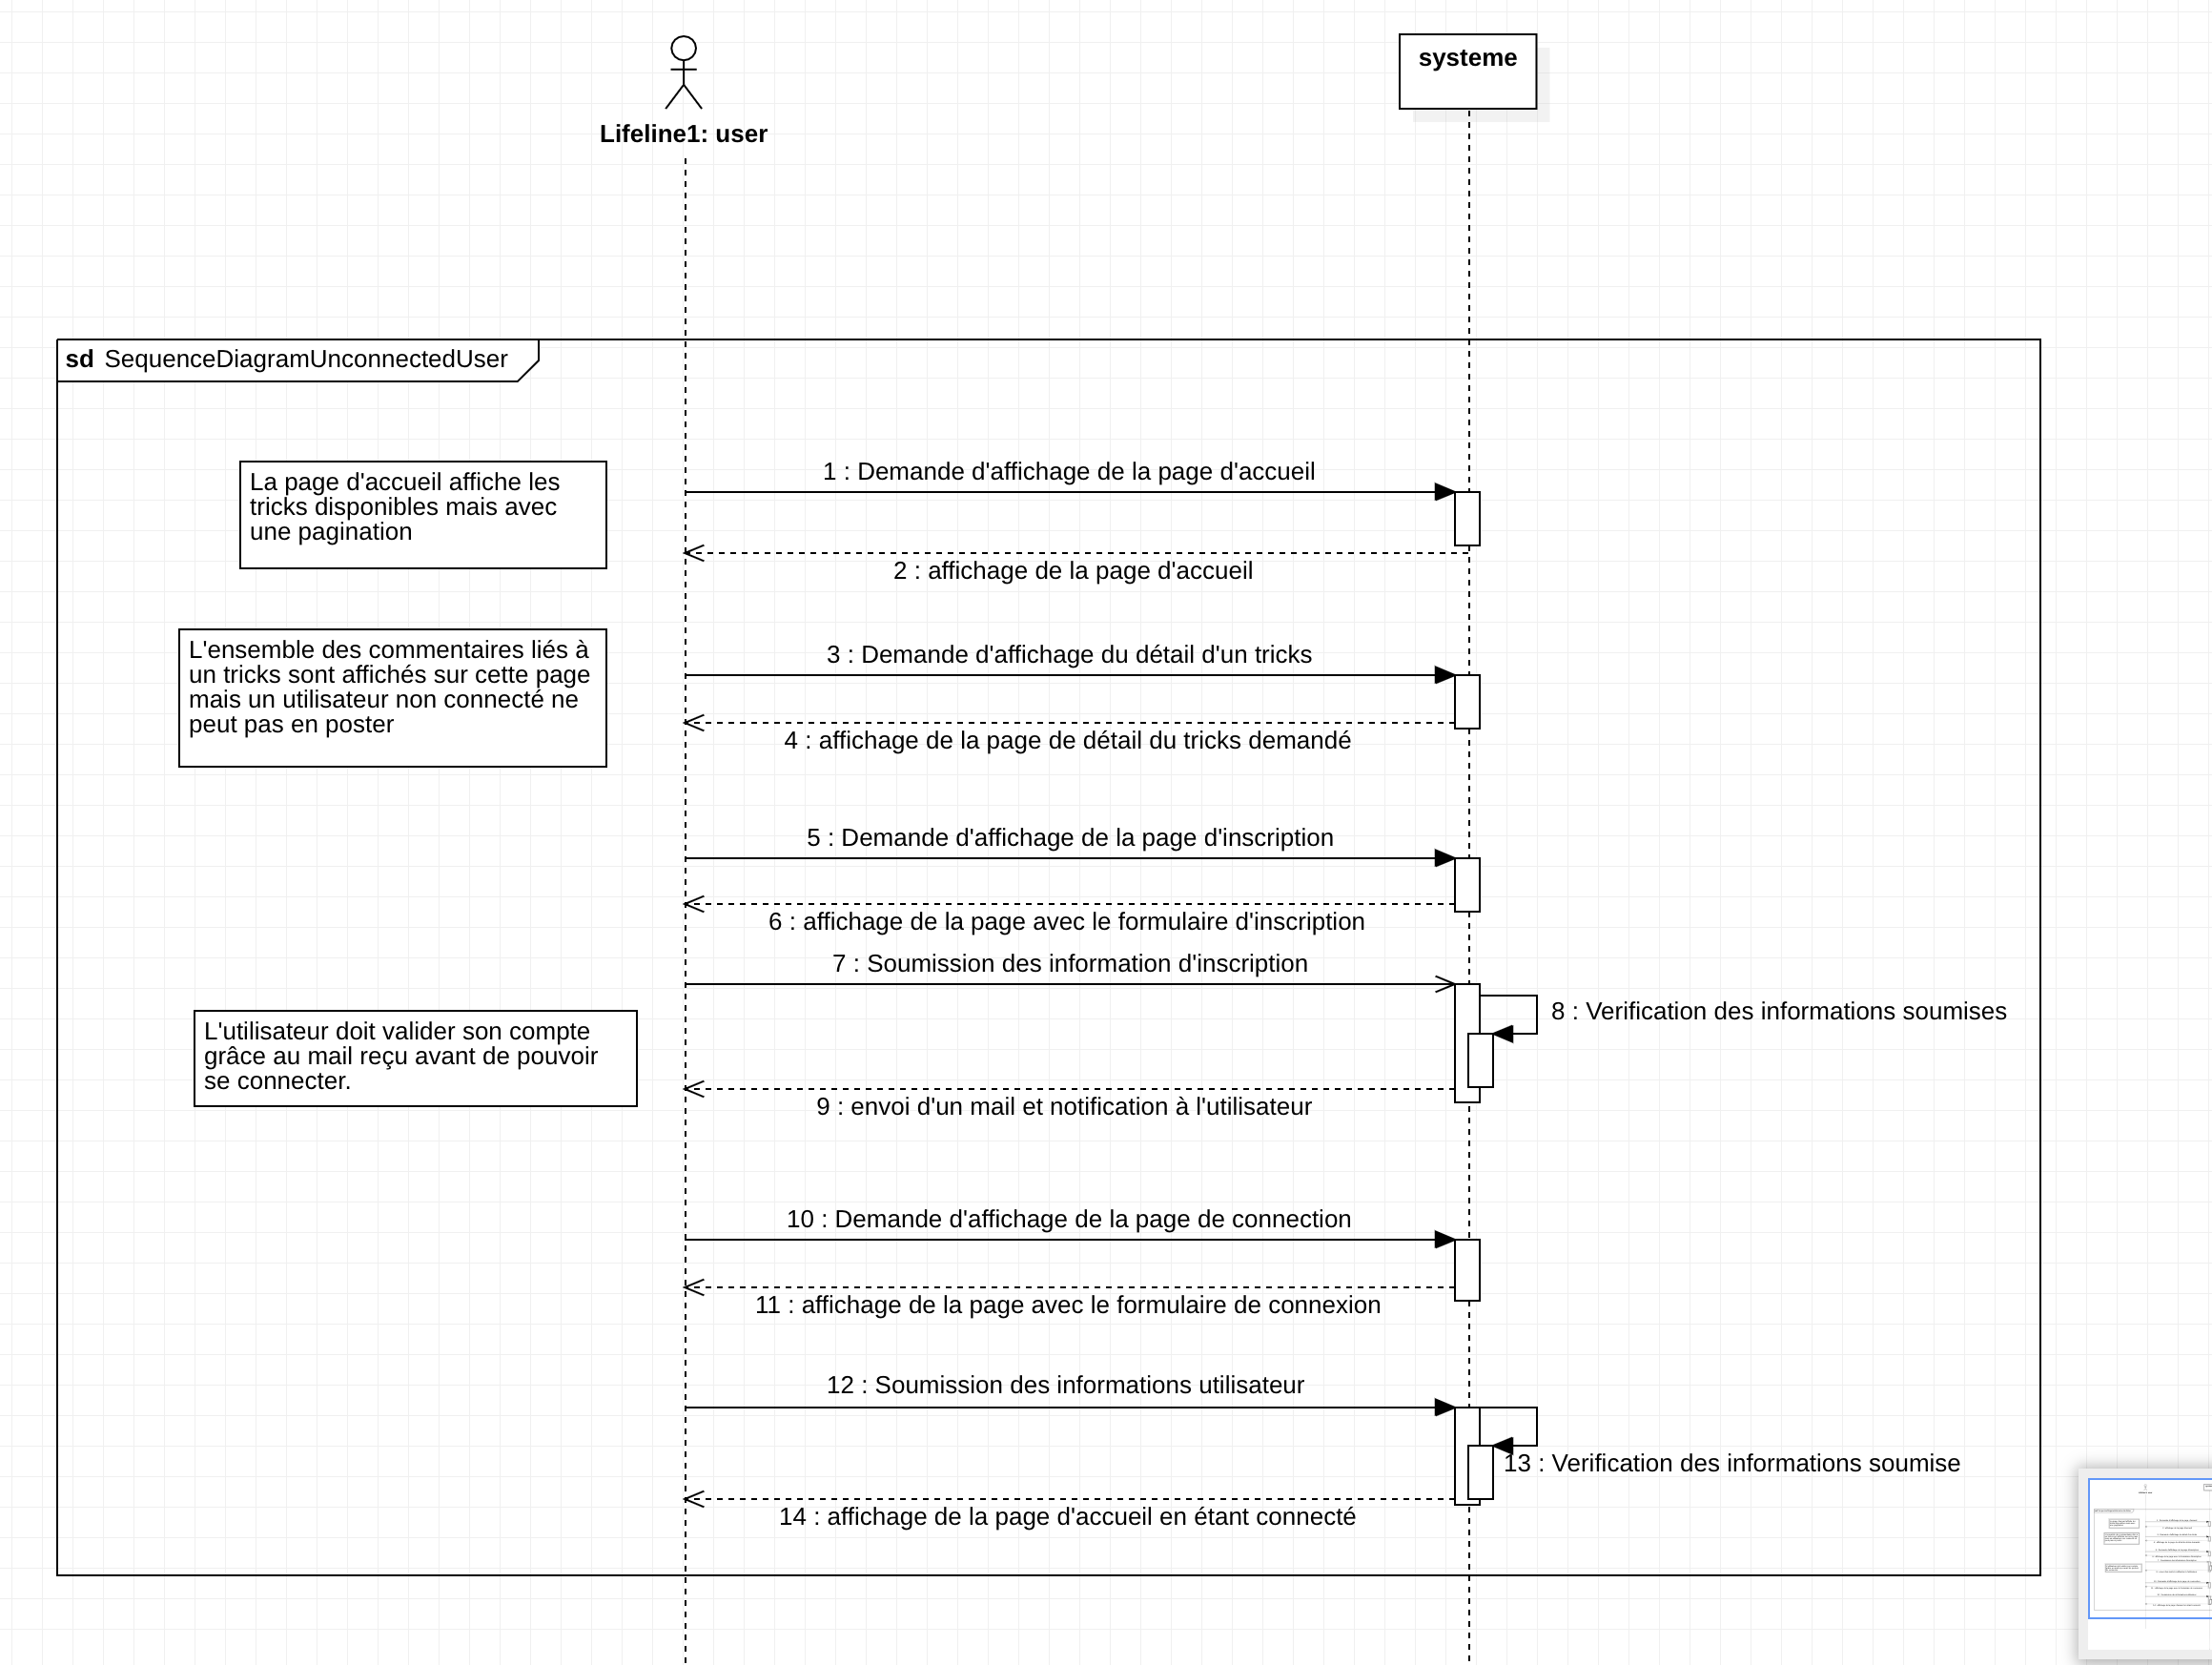 systeme
Lifeline1: user
sd SequenceDiagramUnconnectedUser
La page d'accueil affiche les
tricks disponibles mais avec
une pagination
1 : Demande d'affichage de la page d'accueil
2 : affichage de la page d'accueil
L'ensemble des commentaires liés à
un tricks sont affichés sur cette page
mais un utilisateur non connecté ne
peut pas en poster
3 : Demande d'affichage du détail d'un tricks
4 : affichage de la page de détail du tricks demandé
5 : Demande d'affichage de la page d'inscription
6 : affichage de la page avec le formulaire d'inscription
7 : Soumission des information d'inscription
8 : Verification des informations soumises
L'utilisateur doit valider son compte
grâce au mail reçu avant de pouvoir
se connecter.
9 : envoi d'un mail et notification à l'utilisateur
10 : Demande d'affichage de la page de connection
11 : affichage de la page avec le formulaire de connexion
12 : Soumission des informations utilisateur
13 : Verification des informations soumise
14 : affichage de la page d'accueil en étant connecté